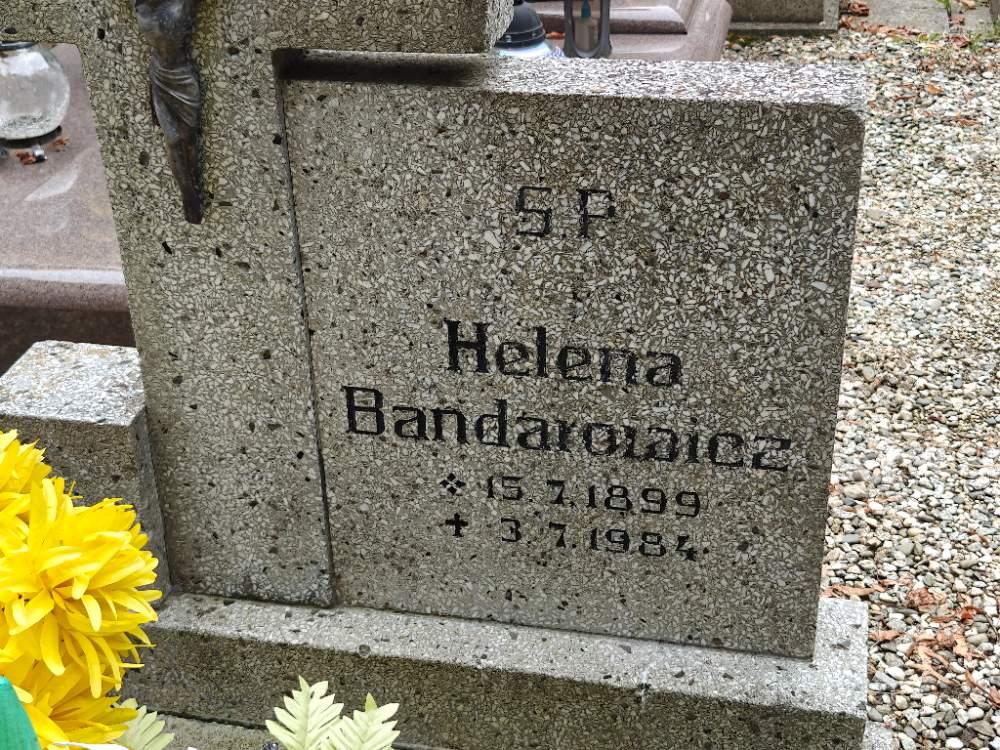 S P
Helena
Bandarowicz
15.7.1899
3.7.1984